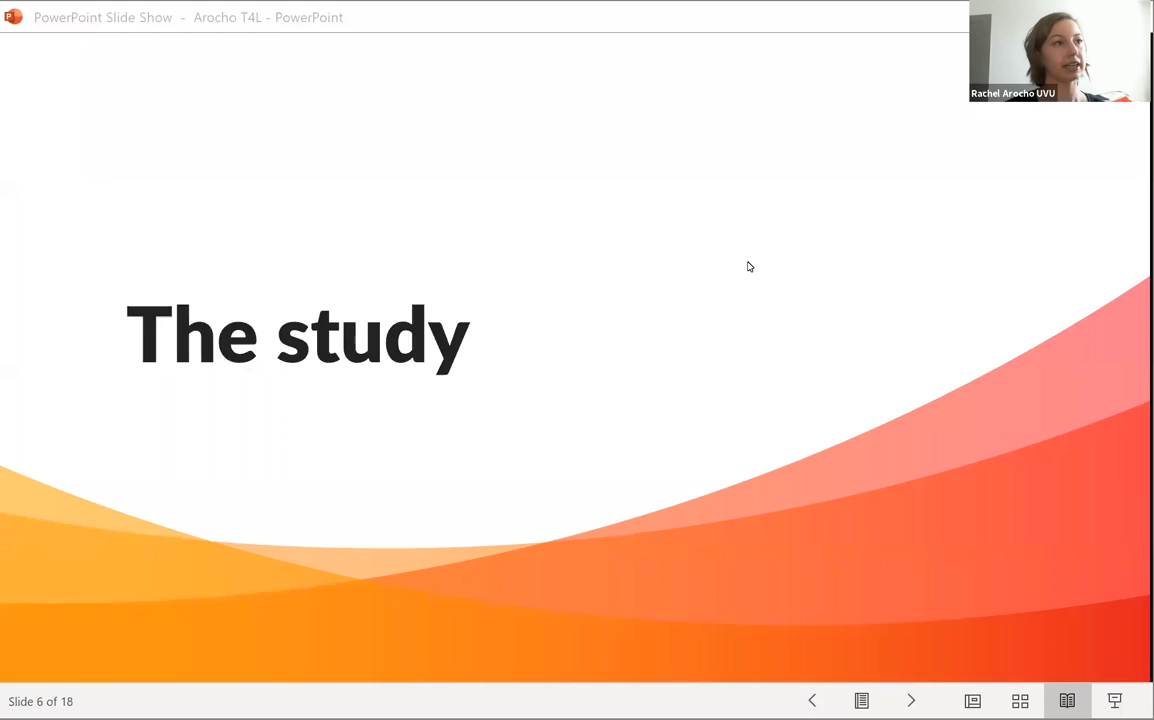 PowerPoint Slide Show - Arocho T4L - PowerPoint
Rachel Arocho UVU
The study
Slide 6 of 18